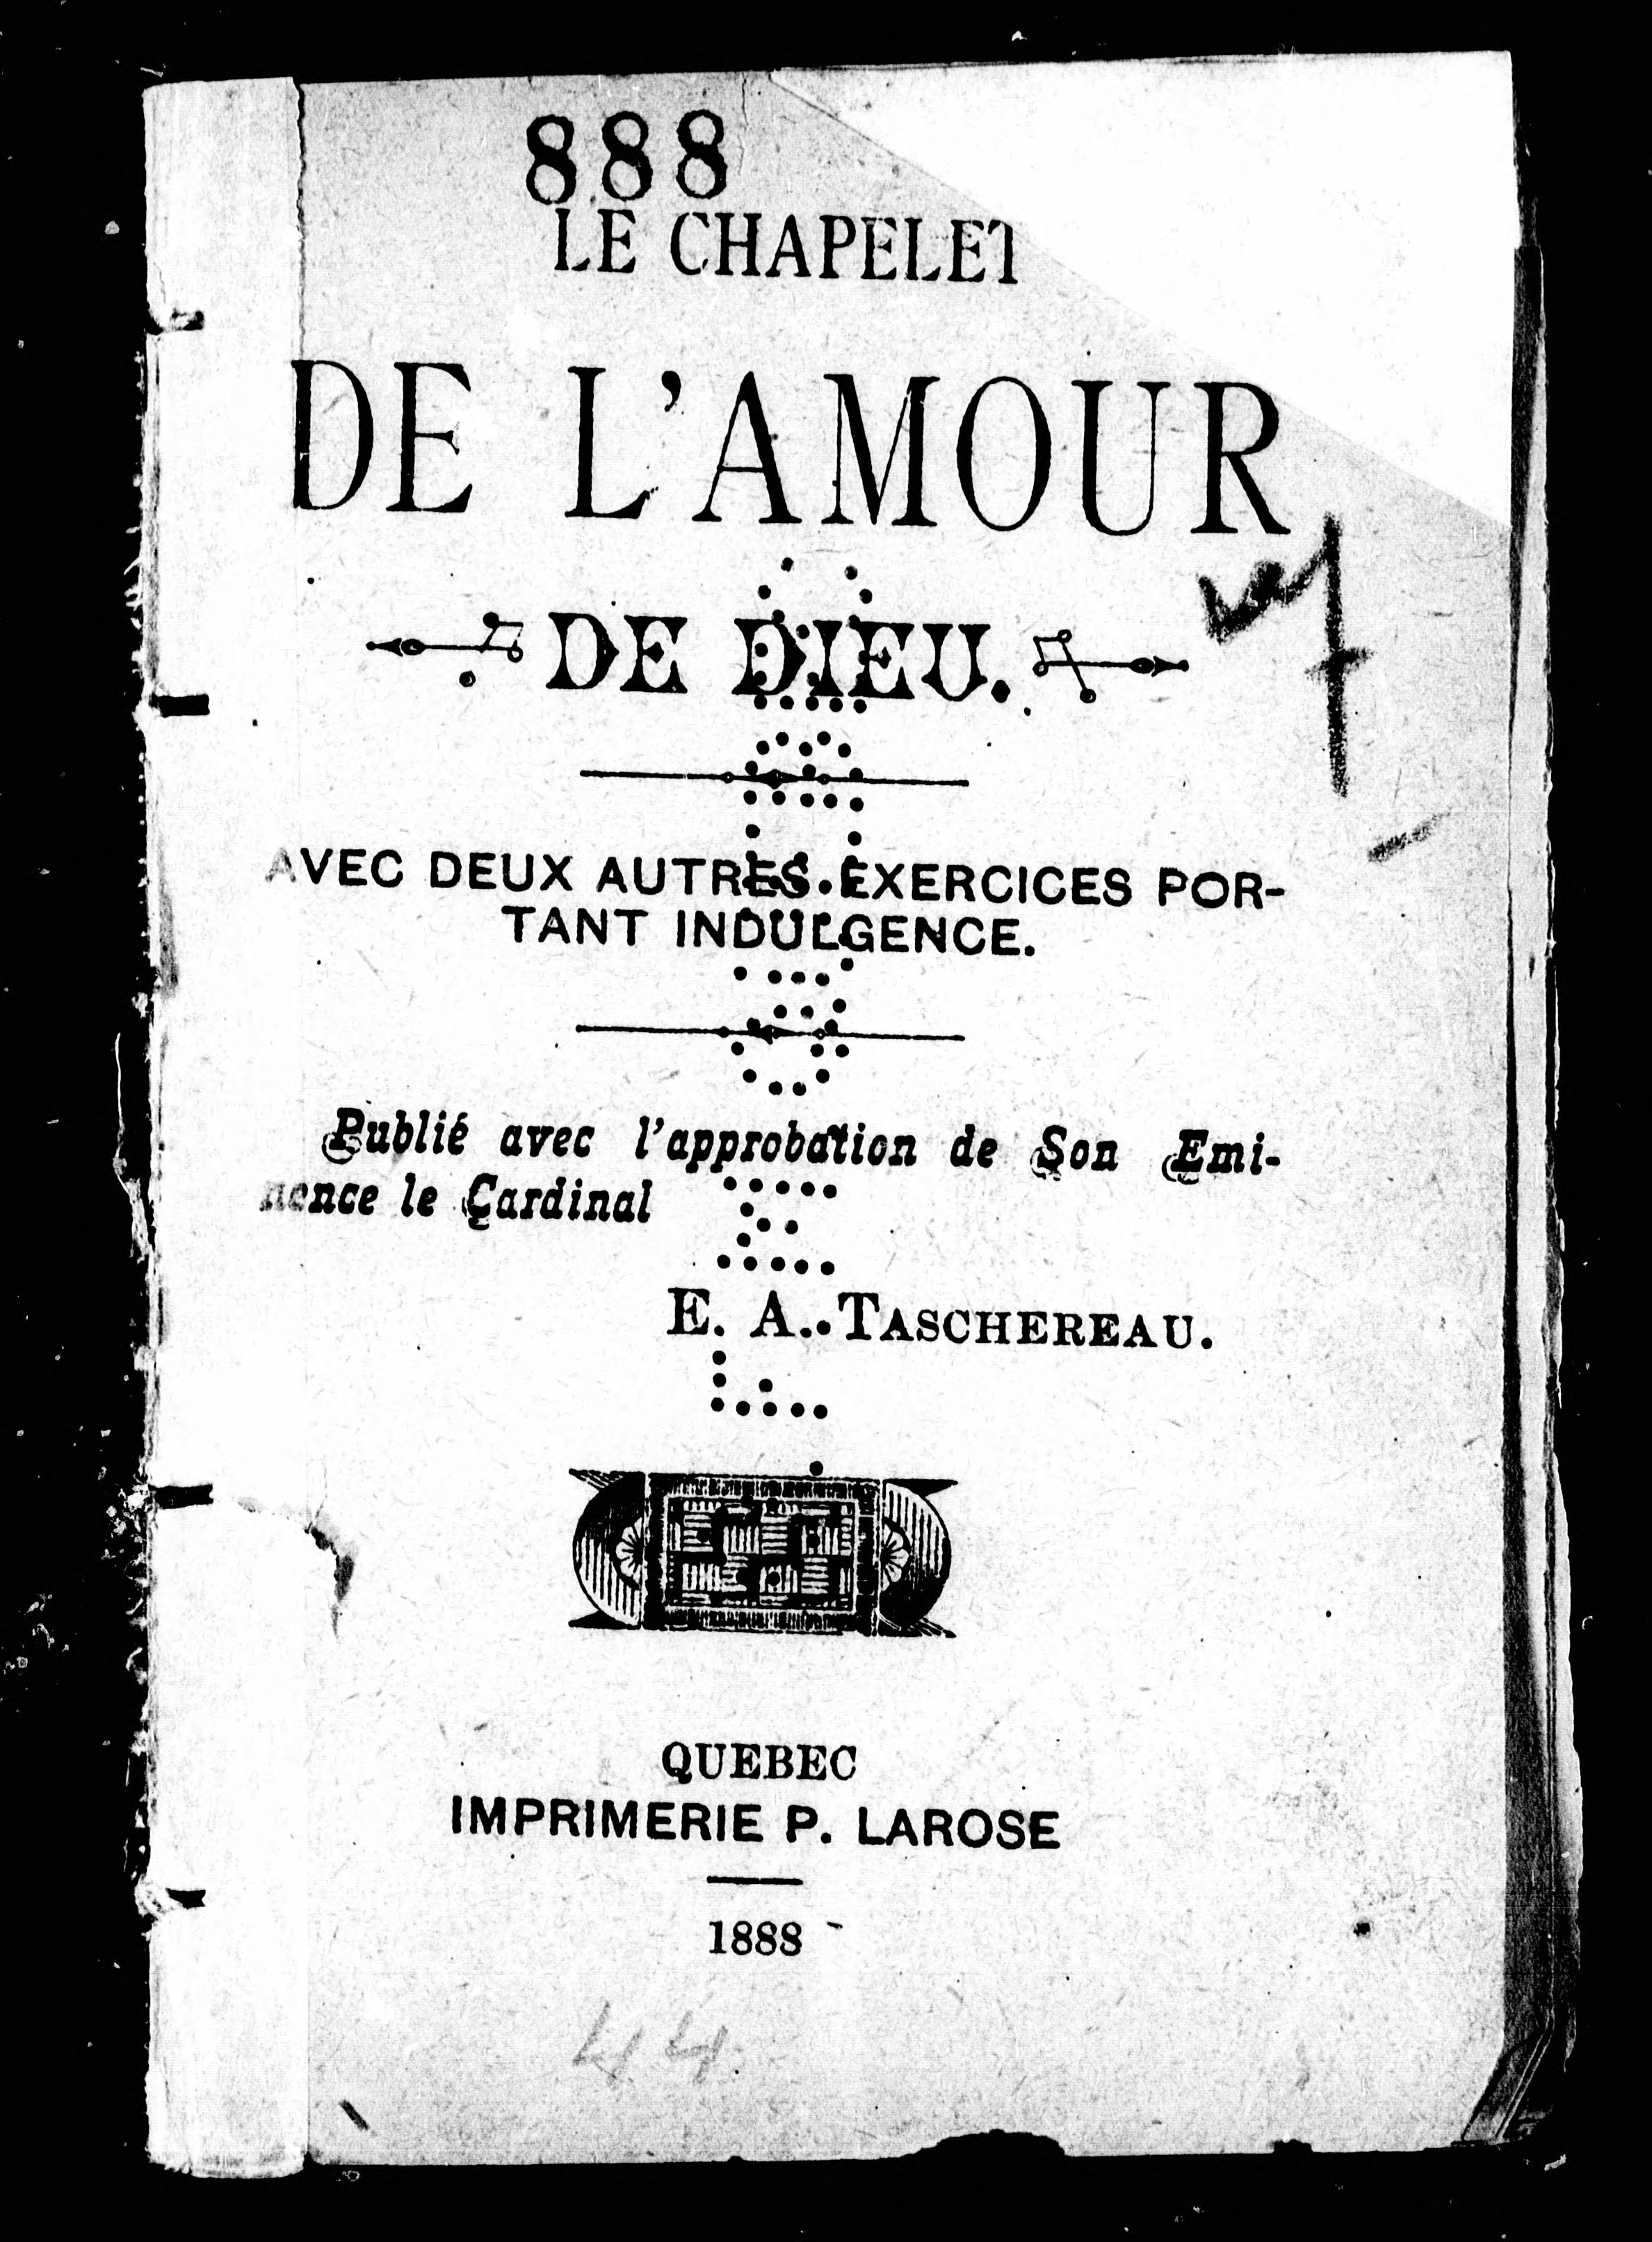 888
LE CHAPELET
DE L'AMOUR
DE DIEU.
AVEC DEUX AUTRES EXERCICES POR-
TANT INDULGENCE.
Publié avec l'approbation de Son Emi-
nence le Cardinal
E. A. TASCHEREAU.
QUEBEC
IMPRIMERIE P. LAROSE
1888
44